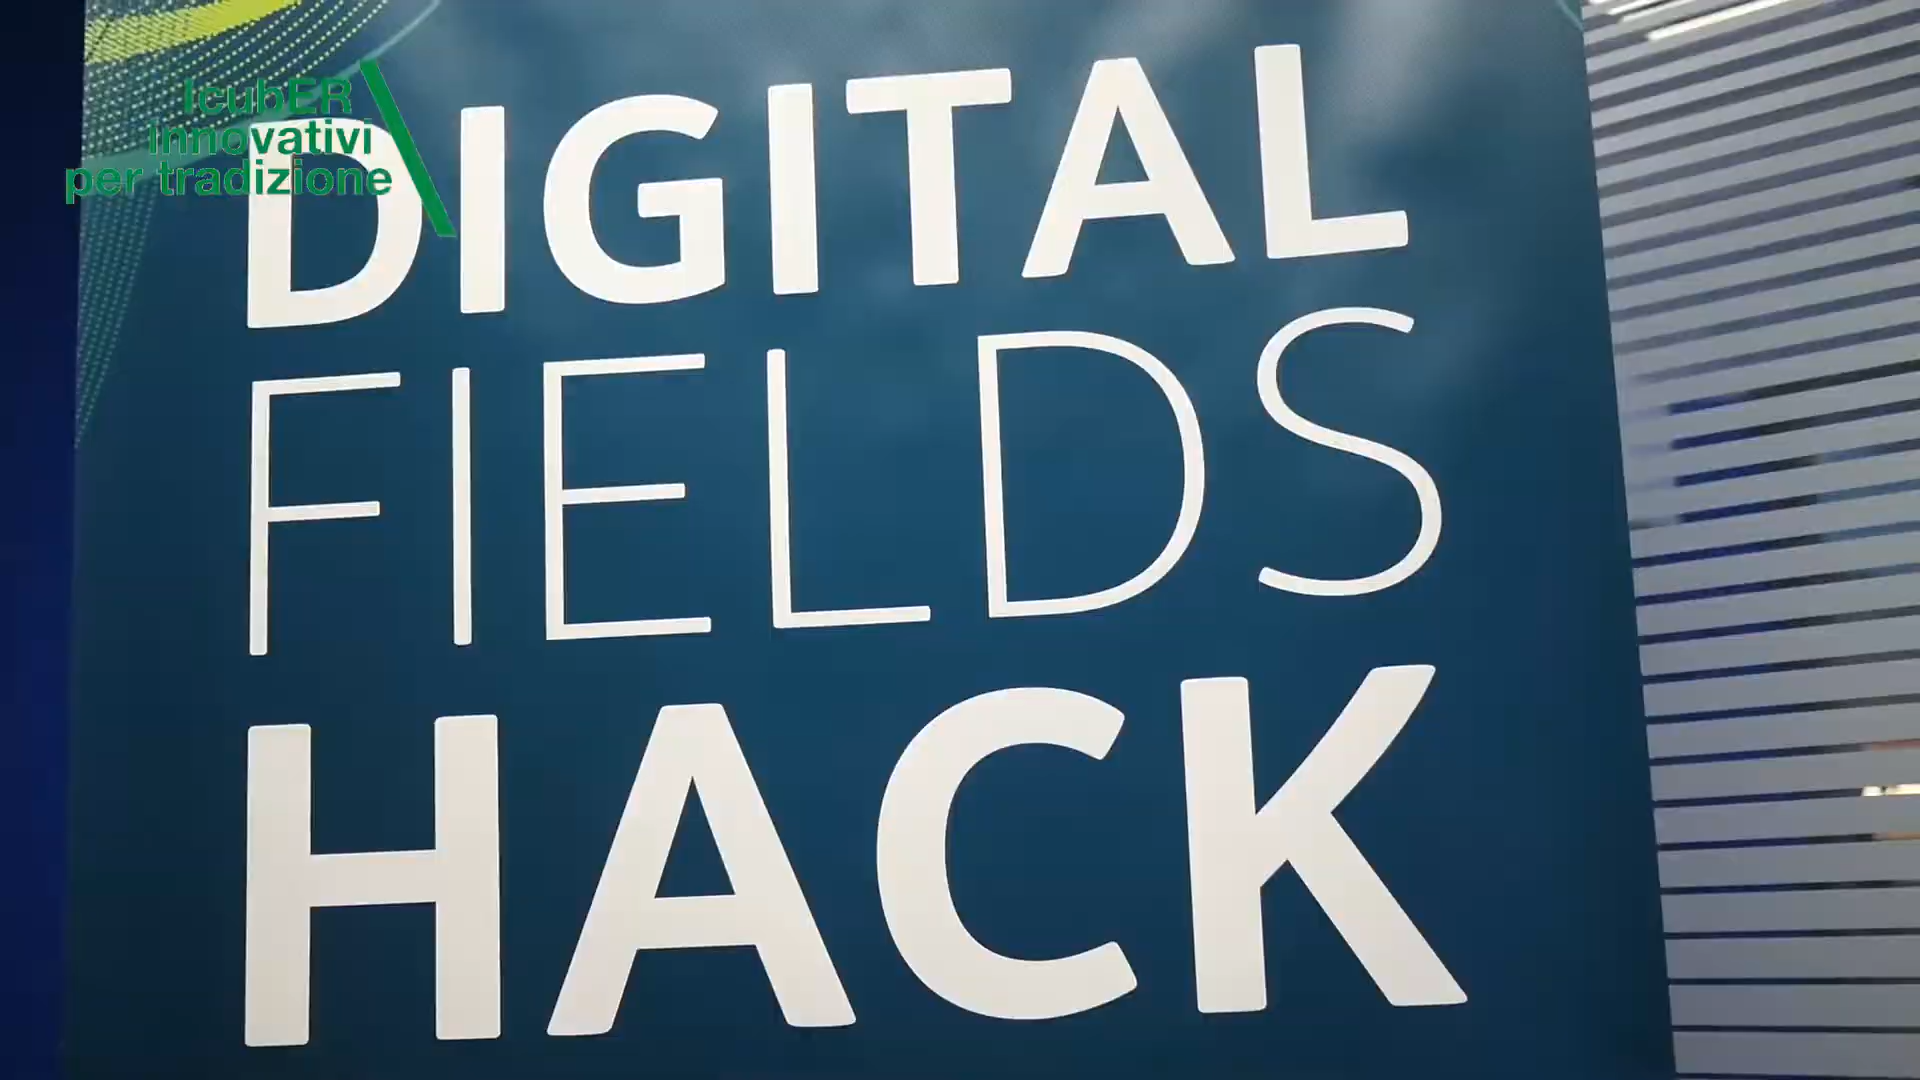 IcubER
Innovativi
per tradizione
DIGITAL
FIELDS
HACK